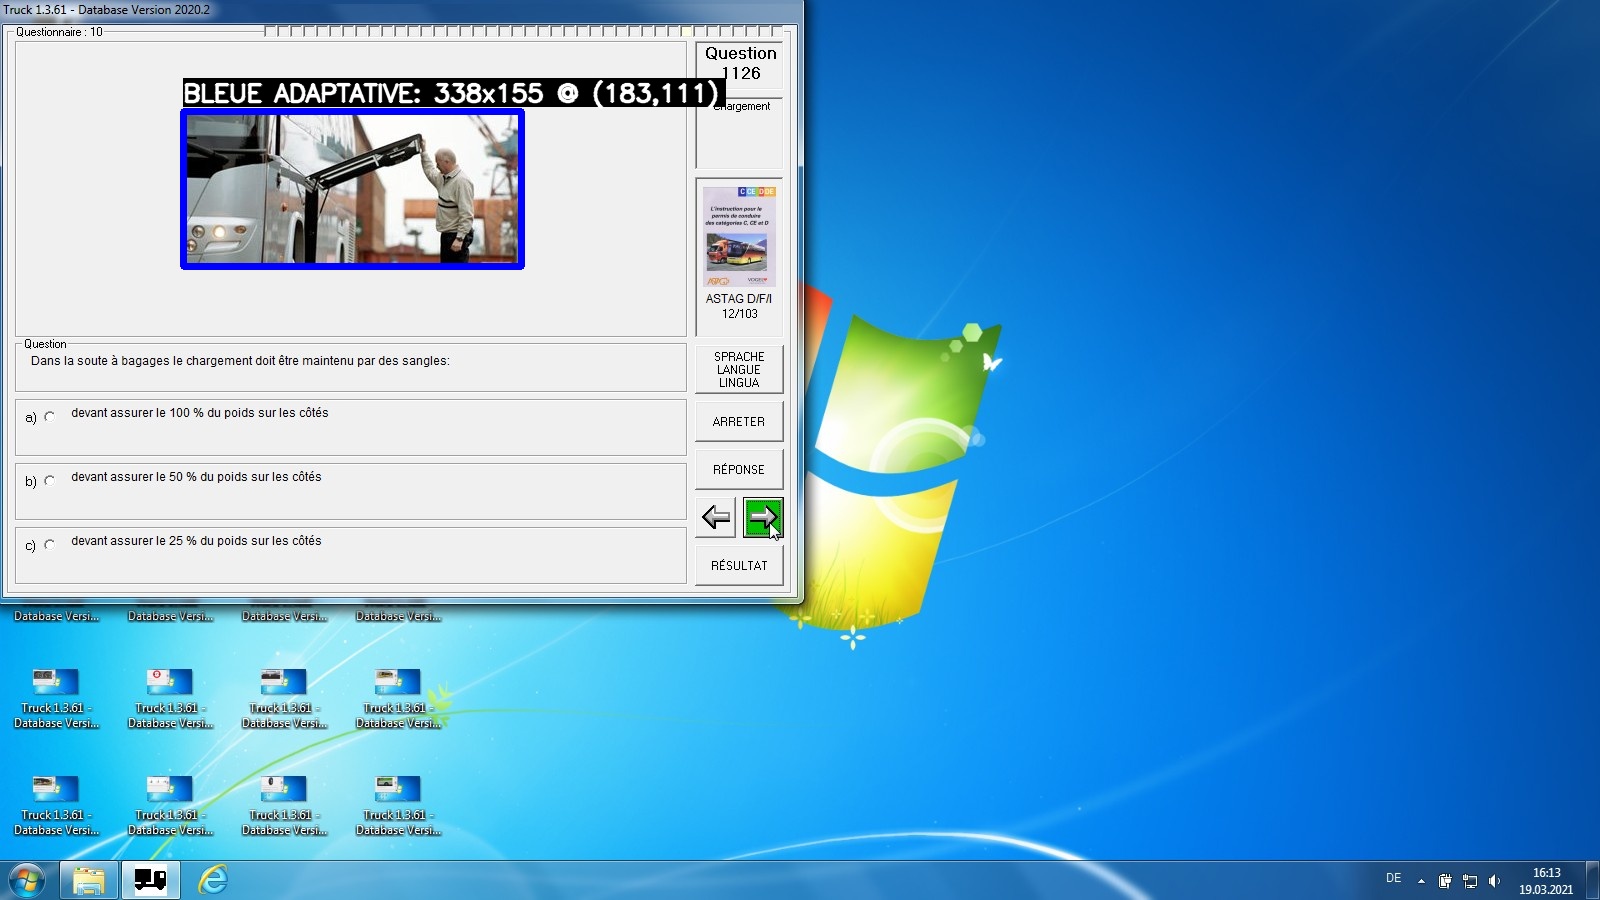 Truck 1.3.61 - Database Version 2020.2
Questionnaire : 10
Question
1126
BLEUE ADAPTATIVE: 338x155 @ (183,111)
Chargement
C CE D DE
L'instruction pour le
permis de conduire
des catégories C, CE et D
ASTAG D/F/I
12/103
Question
Dans la soute à bagages le chargement doit être maintenu par des sangles:
SPRACHE
LANGUE
LINGUA
a) devant assurer le 100 % du poids sur les côtés
ARRETER
b) devant assurer le 50 % du poids sur les côtés
RÉPONSE
c) devant assurer le 25 % du poids sur les côtés
RÉSULTAT
Database Versi... Database Versi... Database Versi... Database Versi...
Truck 1.3.61 - Truck 1.3.61 - Truck 1.3.61 - Truck 1.3.61 -
Database Versi... Database Versi... Database Versi... Database Versi...
Truck 1.3.61 - Truck 1.3.61 - Truck 1.3.61 - Truck 1.3.61 -
Database Versi... Database Versi... Database Versi... Database Versi...
DE
16:13
19.03.2021